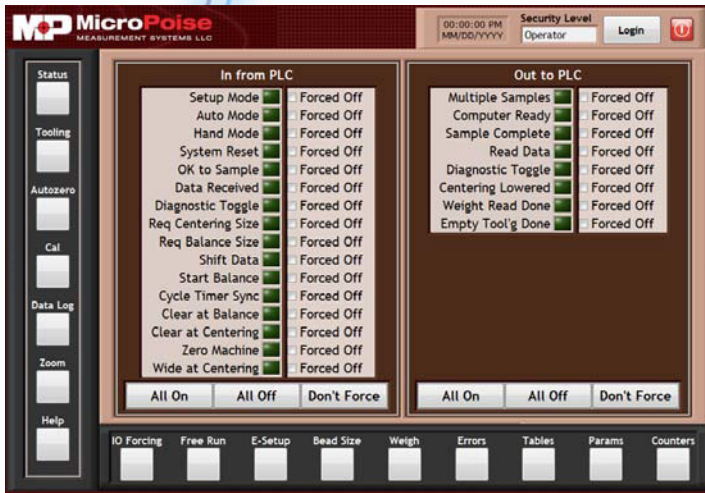 MP MicroPoise
MEASUREMENT SYSTEMS LLC
00:00:00 PM
MM/DD/YYYY
Security Level
Operator
Login
Status
Tooling
Autozero
Cal
Data Log
Zoom
Help
In from PLC
Setup Mode Forced Off
Auto Mode Forced Off
Hand Mode Forced Off
System Reset Forced Off
OK to Sample Forced Off
Data Received Forced Off
Diagnostic Toggle Forced Off
Req Centering Size Forced Off
Req Balance Size Forced Off
Shift Data Forced Off
Start Balance Forced Off
Cycle Timer Sync Forced Off
Clear at Balance Forced Off
Clear at Centering Forced Off
Zero Machine Forced Off
Wide at Centering Forced Off
All On All Off Don't Force
Out to PLC
Multiple Samples Forced Off
Computer Ready Forced Off
Sample Complete Forced Off
Read Data Forced Off
Diagnostic Toggle Forced Off
Centering Lowered Forced Off
Weight Read Done Forced Off
Empty Tool'g Done Forced Off
All On All Off Don't Force
IO Forcing Free Run E-Setup Bead Size Weigh Errors Tables Params Counters